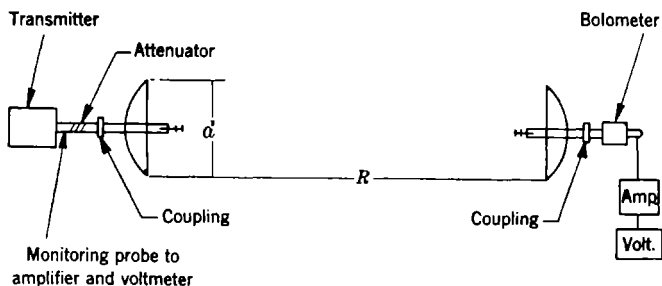 Transmitter
Attenuator
Bolometer
d
R
Coupling
Coupling
Amp
Volt.
Monitoring probe to
amplifier and voltmeter